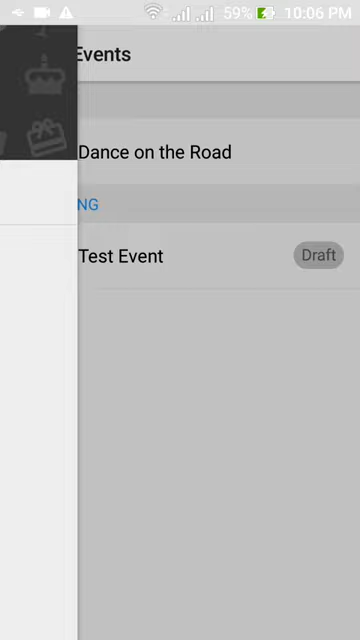 59% 10:06 PM
Events
Dance on the Road
NG
Test Event Draft